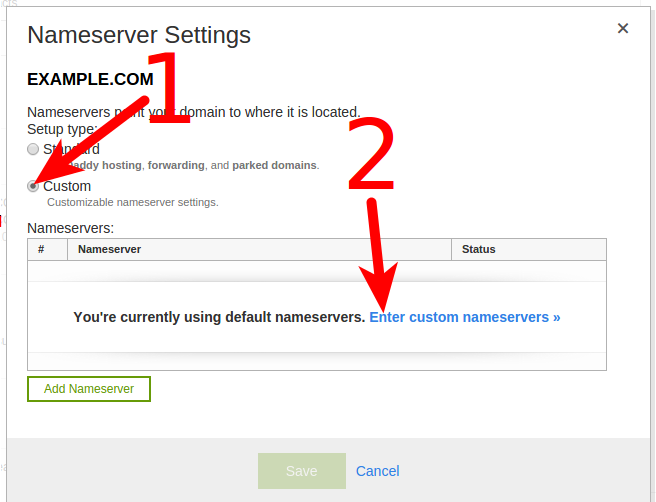 Nameserver Settings
×
EXAMPLE.COM
1
Nameservers point your domain to where it is located.
Setup type:
2
Standard
addy hosting, forwarding, and parked domains.
Custom
Customizable nameserver settings.
Nameservers:
# Nameserver Status
You're currently using default nameservers. Enter custom nameservers »
Add Nameserver
Save Cancel